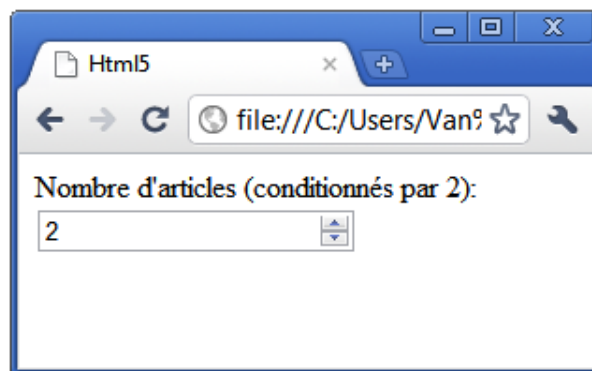 Html5
file:///C:/Users/Van%
Nombre d'articles (conditionnés par 2):
2